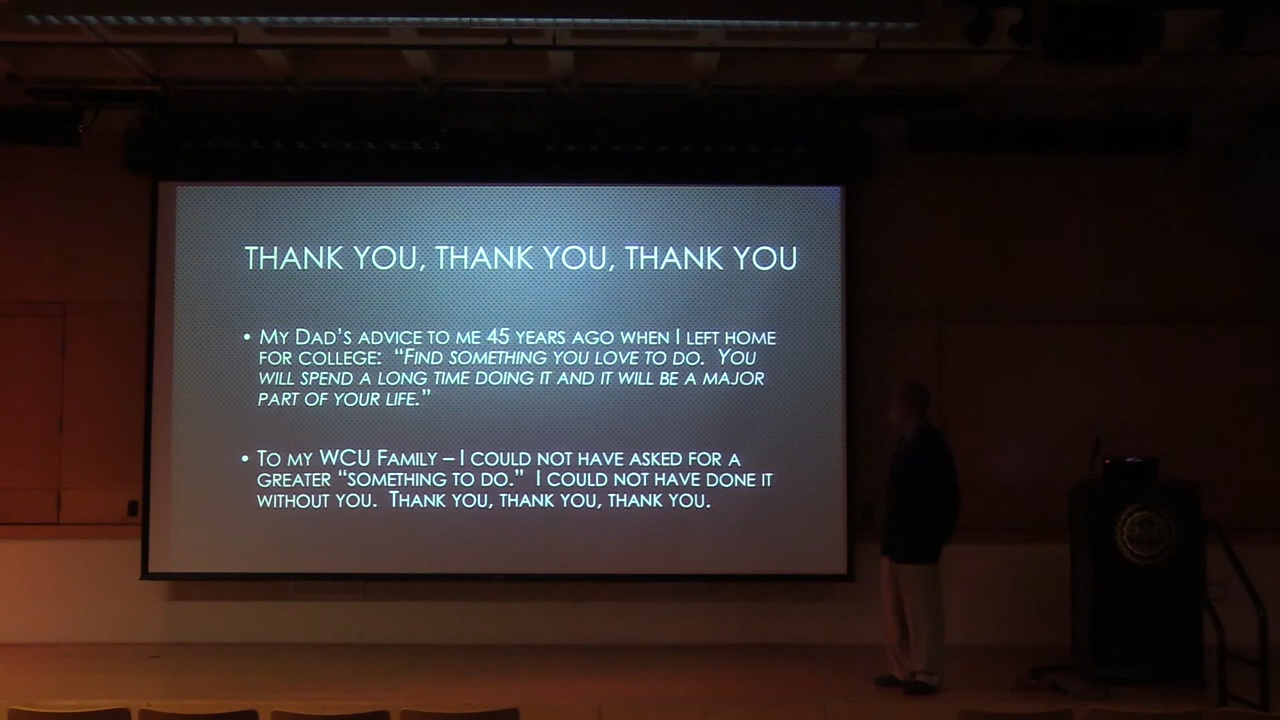 THANK YOU, THANK YOU, THANK YOU
• MY DAD'S ADVICE TO ME 45 YEARS AGO WHEN I LEFT HOME
FOR COLLEGE:  "FIND SOMETHING YOU LOVE TO DO.  YOU
WILL SPEND A LONG TIME DOING IT AND IT WILL BE A MAJOR
PART OF YOUR LIFE."
• TO MY WCU FAMILY – I COULD NOT HAVE ASKED FOR A
GREATER "SOMETHING TO DO."  I COULD NOT HAVE DONE IT
WITHOUT YOU.  THANK YOU, THANK YOU, THANK YOU.